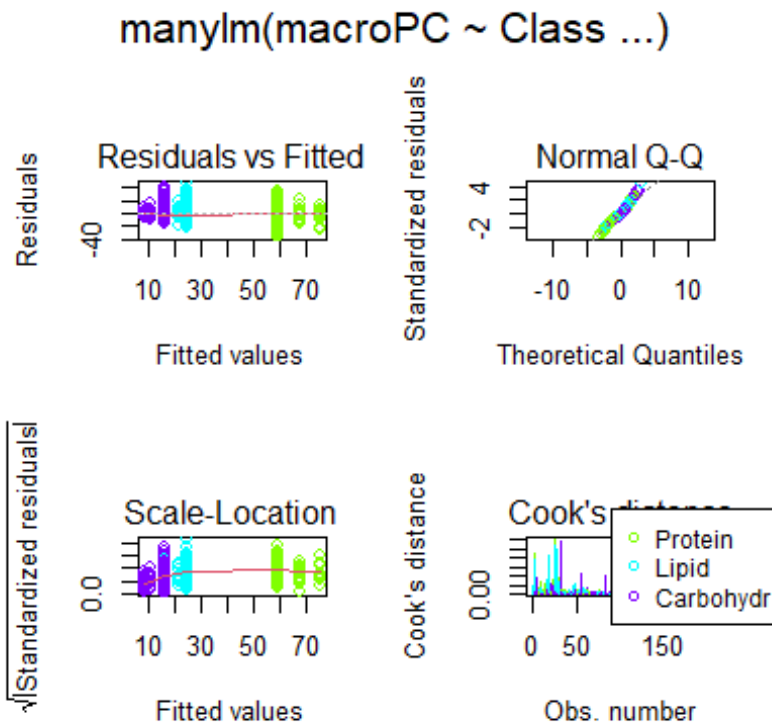 manylm(macroPC ~ Class ...)
Residuals vs Fitted
Residuals
-40
10 30 50 70
Fitted values
Normal Q-Q
Standardized residuals
-2 4
-10 0 10
Theoretical Quantiles
Scale-Location
√|Standardized residuals|
0.0
10 30 50 70
Fitted values
Cook's distance
Cook's distance
0.00
0 50 150
Obs. number
Protein
Lipid
Carbohydr